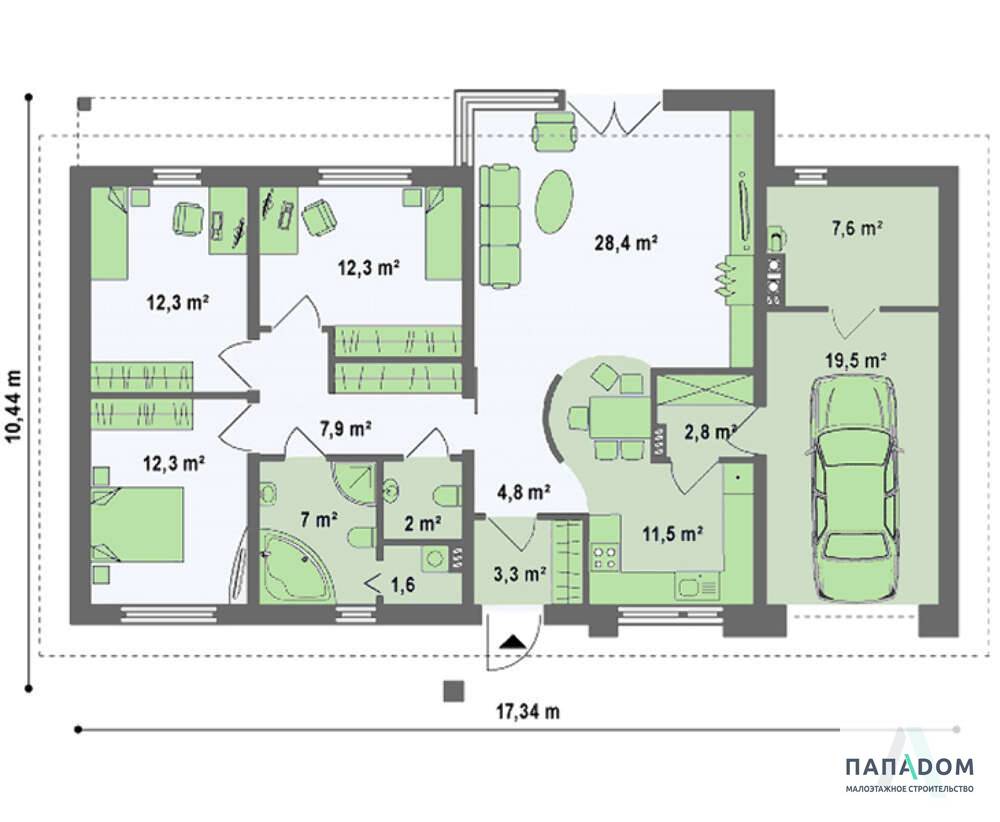 7,6 m²
28,4 m²
12,3 m²
12,3 m²
19,5 m²
10,44 m
7,9 m²
2,8 m²
12,3 m²
4,8 m²
7 m²
2 m²
11,5 m²
3,3 m²
1,6
17,34 m
ПАПАDOM
МАЛОЭТАЖНОЕ СТРОИТЕЛЬСТВО